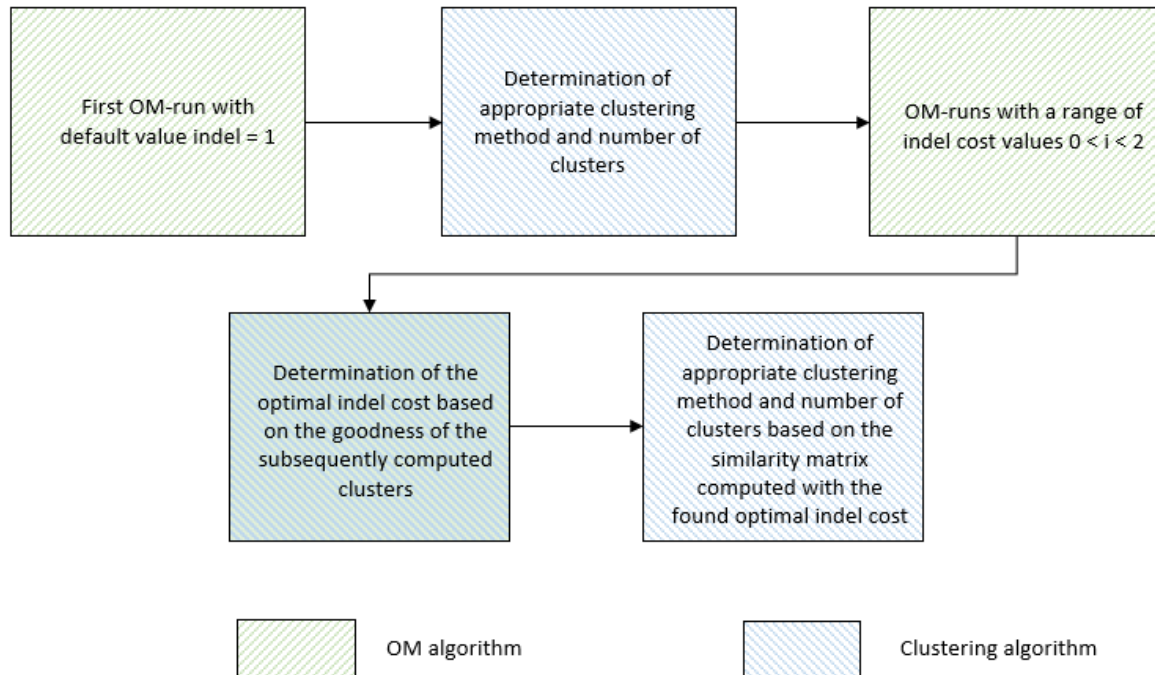 First OM-run with
default value indel = 1
Determination of
appropriate clustering
method and number of
clusters
OM-runs with a range of
indel cost values 0 < i < 2
Determination of the
optimal indel cost based
on the goodness of the
subsequently computed
clusters
Determination of
appropriate clustering
method and number of
clusters based on the
similarity matrix
computed with the
found optimal indel cost
OM algorithm
Clustering algorithm